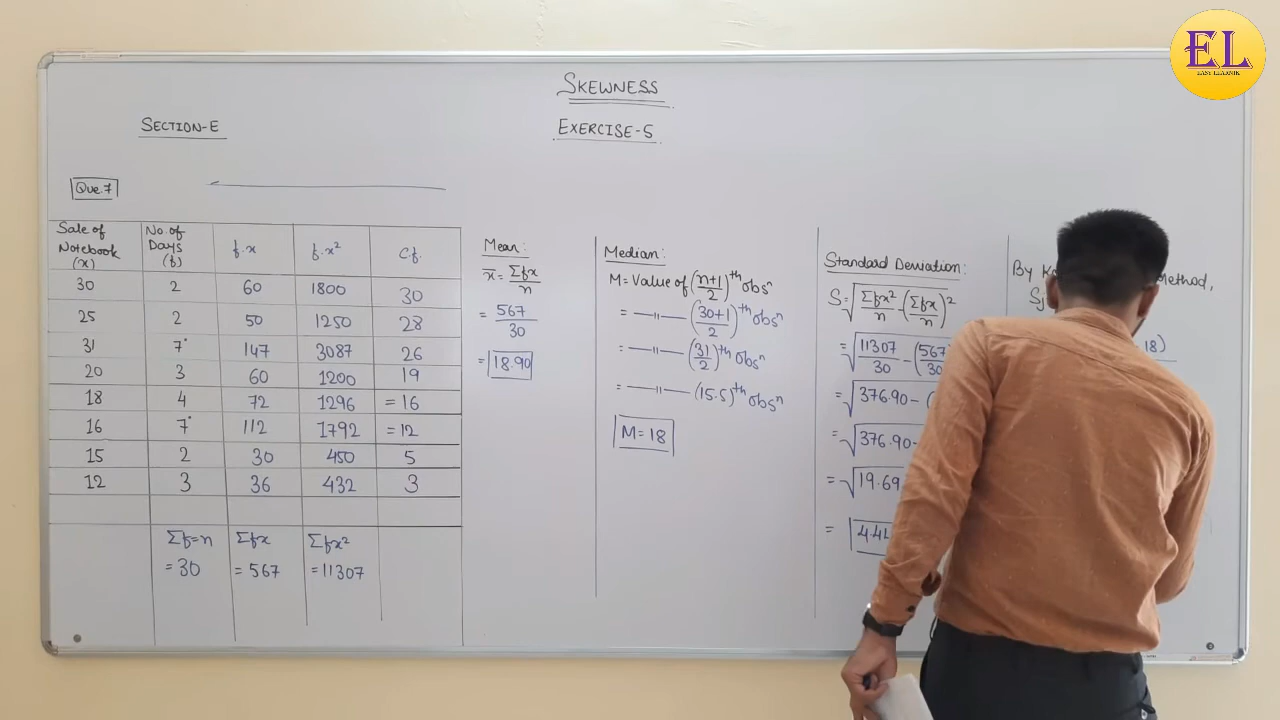 EL
EASY LEARNIK
SKEWNESS
EXERCISE-5
SECTION-E
Que.7
Sale of Notebook (x) No. of Days (f) f.x f.x² Cf.
30 2 60 1800 30
25 2 50 1250 28
31 7 147 3087 26
20 3 60 1200 19
18 4 72 1296 =16
16 7 112 1792 =12
15 2 30 450 5
12 3 36 432 3
Σf=n Σfx Σfx²
=30 =567 =11307
Mean:
x̄ = Σfx/n
= 567/30
= 18.90
Median:
M = Value of (n+1/2)th obsⁿ
= —〃— (30+1/2)th obsⁿ
= —〃— (31/2)th obsⁿ
= —〃— (15.5)th obsⁿ
M = 18
Standard Deviation:
S = √Σfx²/n - (Σfx/n)²
= √11307/30 - (567/30
= √376.90 - (
= √376.90 -
= √19.69
=
By
Method,
18)